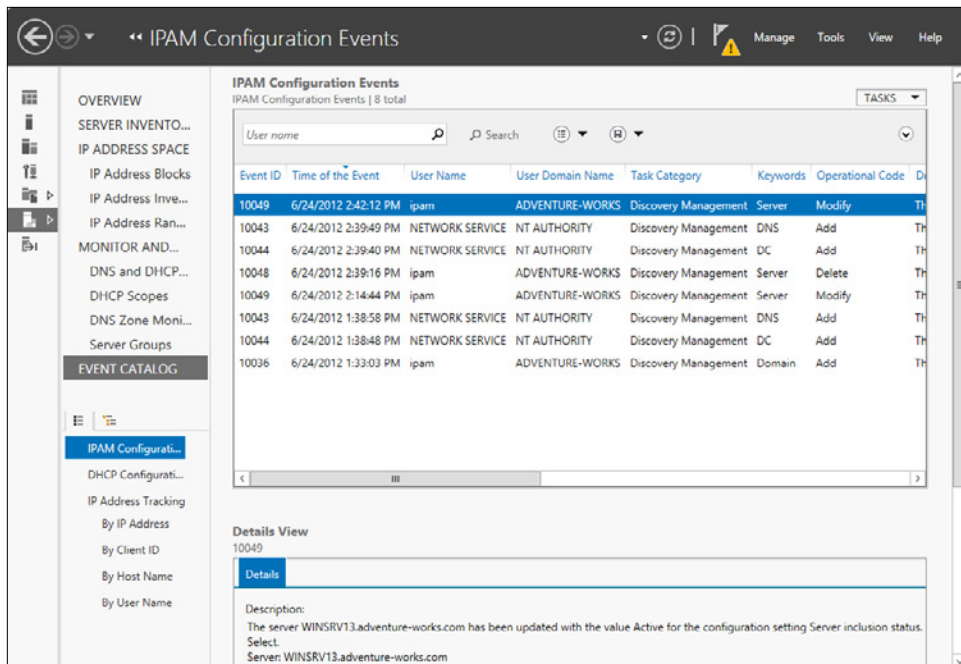 IPAM Configuration Events
Manage Tools View Help
OVERVIEW
SERVER INVENTO...
IP ADDRESS SPACE
IP Address Blocks
IP Address Inve...
IP Address Ran...
MONITOR AND...
DNS and DHCP...
DHCP Scopes
DNS Zone Moni...
Server Groups
EVENT CATALOG
IPAM Configurati...
DHCP Configurati...
IP Address Tracking
By IP Address
By Client ID
By Host Name
By User Name
IPAM Configuration Events
IPAM Configuration Events | 8 total
TASKS
User name Search
Event ID Time of the Event User Name User Domain Name Task Category Keywords Operational Code De
10049 6/24/2012 2:42:12 PM ipam ADVENTURE-WORKS Discovery Management Server Modify Th
10043 6/24/2012 2:39:49 PM NETWORK SERVICE NT AUTHORITY Discovery Management DNS Add Th
10044 6/24/2012 2:39:40 PM NETWORK SERVICE NT AUTHORITY Discovery Management DC Add Th
10048 6/24/2012 2:39:16 PM ipam ADVENTURE-WORKS Discovery Management Server Delete Th
10049 6/24/2012 2:14:44 PM ipam ADVENTURE-WORKS Discovery Management Server Modify Th
10043 6/24/2012 1:38:58 PM NETWORK SERVICE NT AUTHORITY Discovery Management DNS Add Th
10044 6/24/2012 1:38:48 PM NETWORK SERVICE NT AUTHORITY Discovery Management DC Add Th
10036 6/24/2012 1:33:03 PM ipam ADVENTURE-WORKS Discovery Management Domain Add Th
Details View
10049
Details
Description:
The server WINSRV13.adventure-works.com has been updated with the value Active for the configuration setting Server inclusion status.
Select.
Server: WINSRV13.adventure-works.com